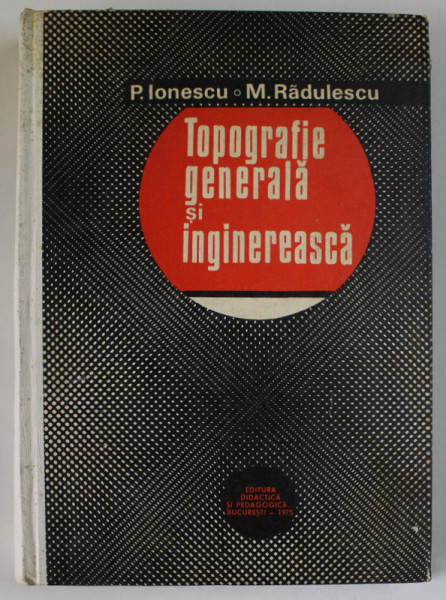 P. Ionescu • M. Rădulescu
Topografie
generală
și
inginerească
EDITURA
DIDACTICĂ
ȘI PEDAGOGICĂ
BUCUREȘTI – 1975